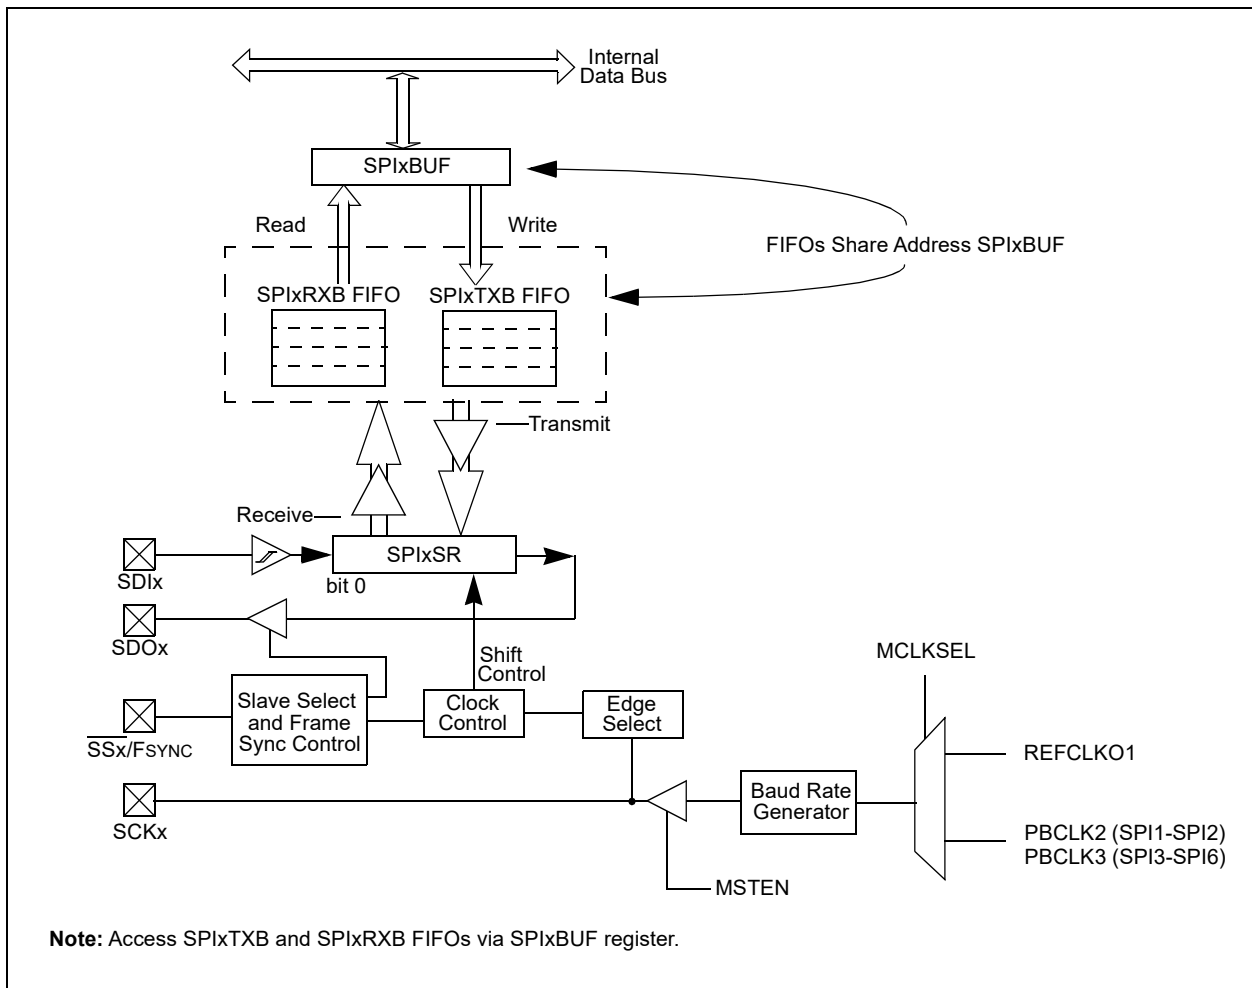 Internal
Data Bus
SPIxBUF
Read
Write
FIFOs Share Address SPIxBUF
SPIxRXB FIFO
SPIxTXB FIFO
Transmit
Receive
SPIxSR
SDIx
bit 0
SDOx
Shift
Control
MCLKSEL
Slave Select
and Frame
Sync Control
Clock
Control
Edge
Select
SSx/FSYNC
REFCLKO1
Baud Rate
Generator
SCKx
PBCLK2 (SPI1-SPI2)
PBCLK3 (SPI3-SPI6)
MSTEN
Note: Access SPIxTXB and SPIxRXB FIFOs via SPIxBUF register.